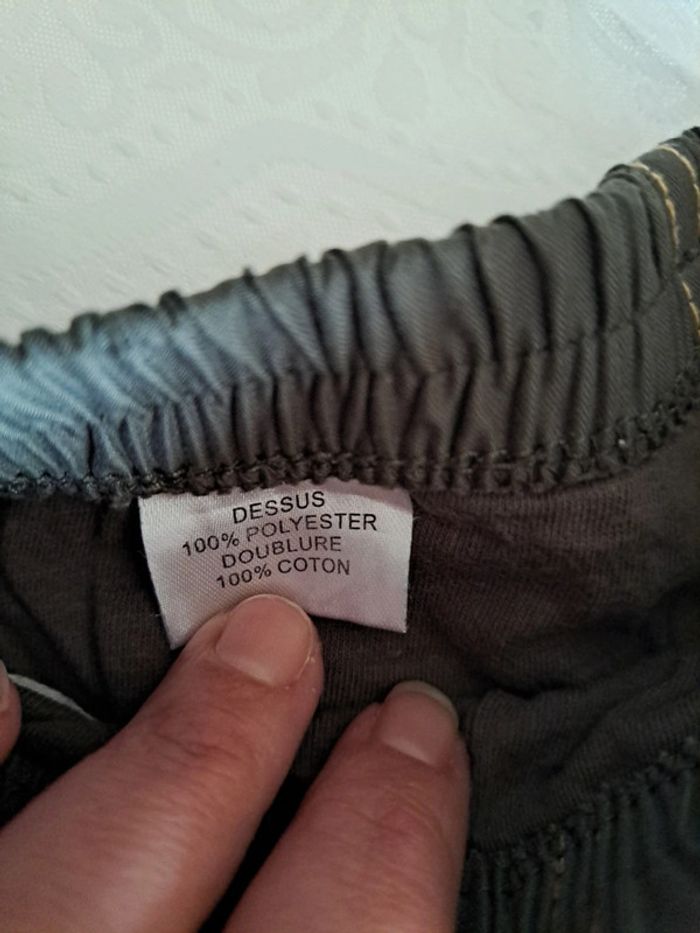 DESSUS
100% POLYESTER
DOUBLURE
100% COTON